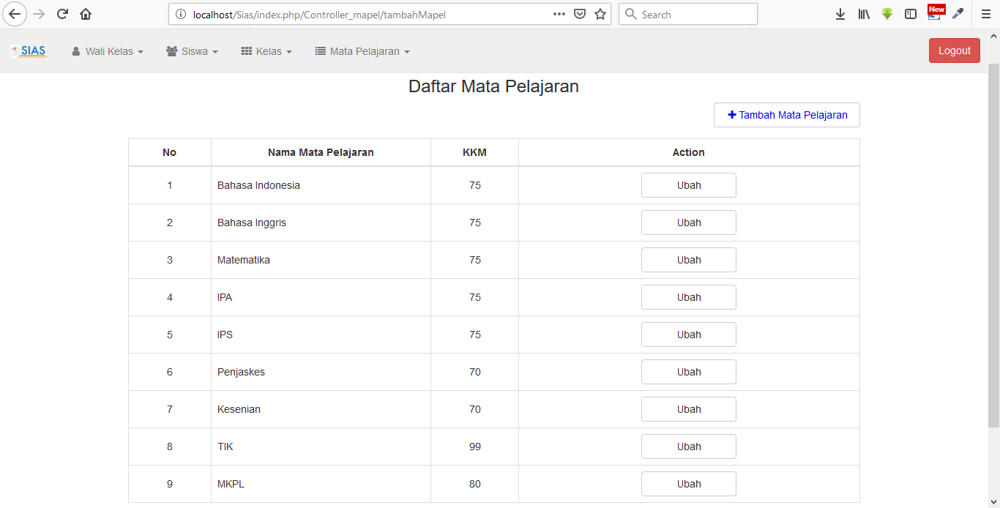 localhost/Sias/index.php/Controller_mapel/tambahMapel
Search
New
SIAS
Wali Kelas
Siswa
Kelas
Mata Pelajaran
Logout
Daftar Mata Pelajaran
Tambah Mata Pelajaran
No Nama Mata Pelajaran KKM Action
1 Bahasa Indonesia 75 Ubah
2 Bahasa Inggris 75 Ubah
3 Matematika 75 Ubah
4 IPA 75 Ubah
5 IPS 75 Ubah
6 Penjaskes 70 Ubah
7 Kesenian 70 Ubah
8 TIK 99 Ubah
9 MKPL 80 Ubah